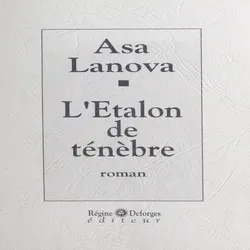 Asa
Lanova
L'Etalon
de
ténèbre
roman
Régine Deforges
éditeur